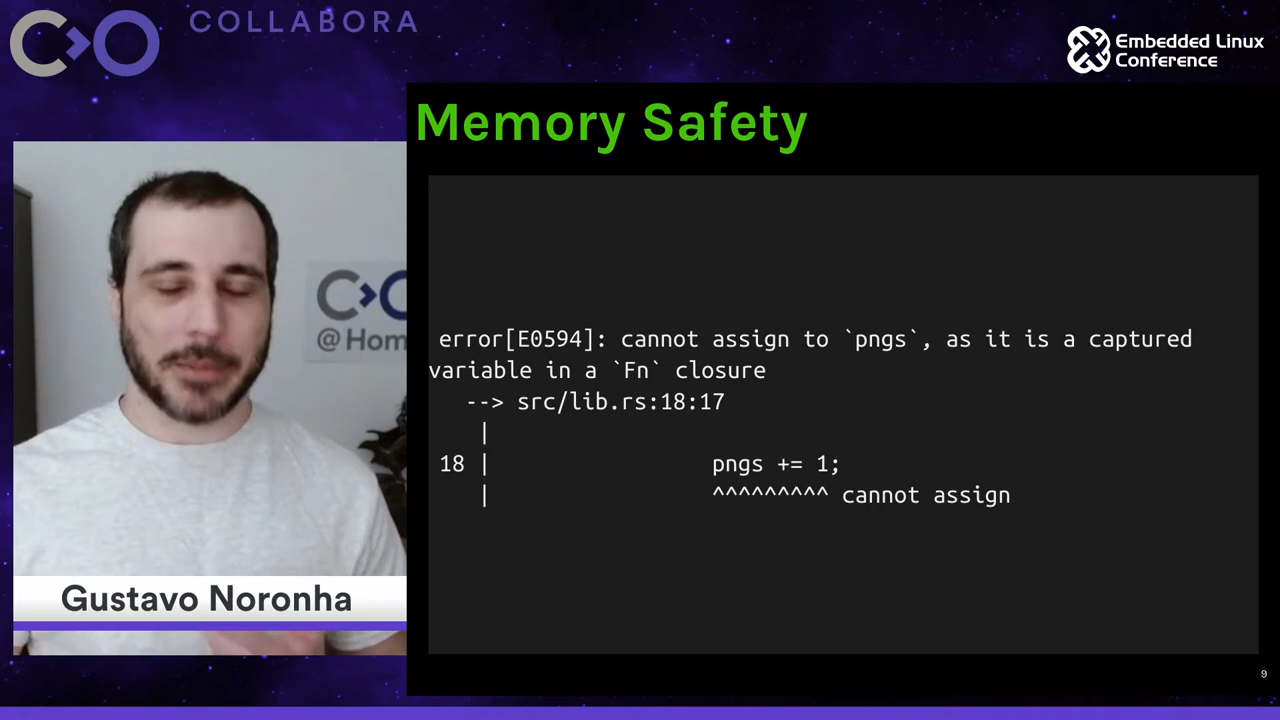 COLLABORA
Embedded Linux
Conference
Memory Safety
error[E0594]: cannot assign to `pngs`, as it is a captured
variable in a `Fn` closure
--> src/lib.rs:18:17
|
18 | pngs += 1;
| ^^^^^^^^^ cannot assign
@Hom
Gustavo Noronha
9